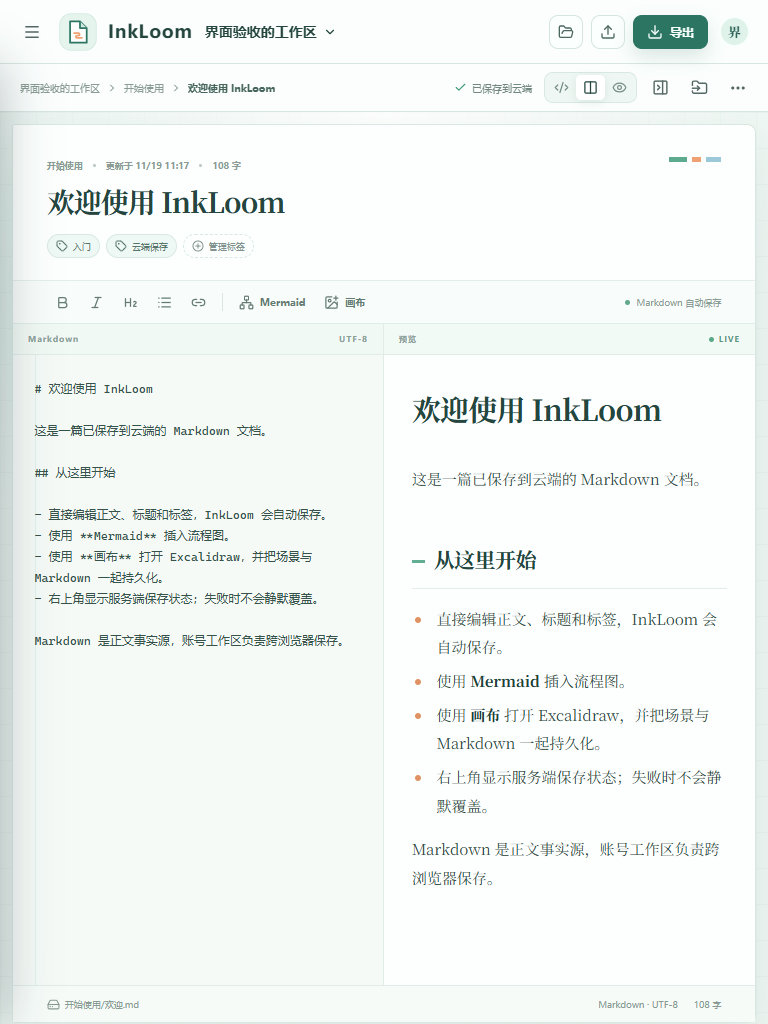 InkLoom 界面验收的工作区
导出
界
界面验收的工作区 > 开始使用 > 欢迎使用 InkLoom
已保存到云端
开始使用 • 更新于 11/19 11:17 • 108 字
欢迎使用 InkLoom
入门
云端保存
管理标签
B I H2
Mermaid
画布
Markdown 自动保存
Markdown
UTF-8
# 欢迎使用 InkLoom
这是一篇已保存到云端的 Markdown 文档。
## 从这里开始
- 直接编辑正文、标题和标签，InkLoom 会自动保存。
- 使用 **Mermaid** 插入流程图。
- 使用 **画布** 打开 Excalidraw，并把场景与
Markdown 一起持久化。
- 右上角显示服务端保存状态；失败时不会静默覆盖。
Markdown 是正文事实源，账号工作区负责跨浏览器保存。
预览
LIVE
欢迎使用 InkLoom
这是一篇已保存到云端的 Markdown 文档。
从这里开始
直接编辑正文、标题和标签，InkLoom 会
自动保存。
使用 Mermaid 插入流程图。
使用 画布 打开 Excalidraw，并把场景与
Markdown 一起持久化。
右上角显示服务端保存状态；失败时不会静
默覆盖。
Markdown 是正文事实源，账号工作区负责跨
浏览器保存。
开始使用/欢迎.md
Markdown · UTF-8
108 字